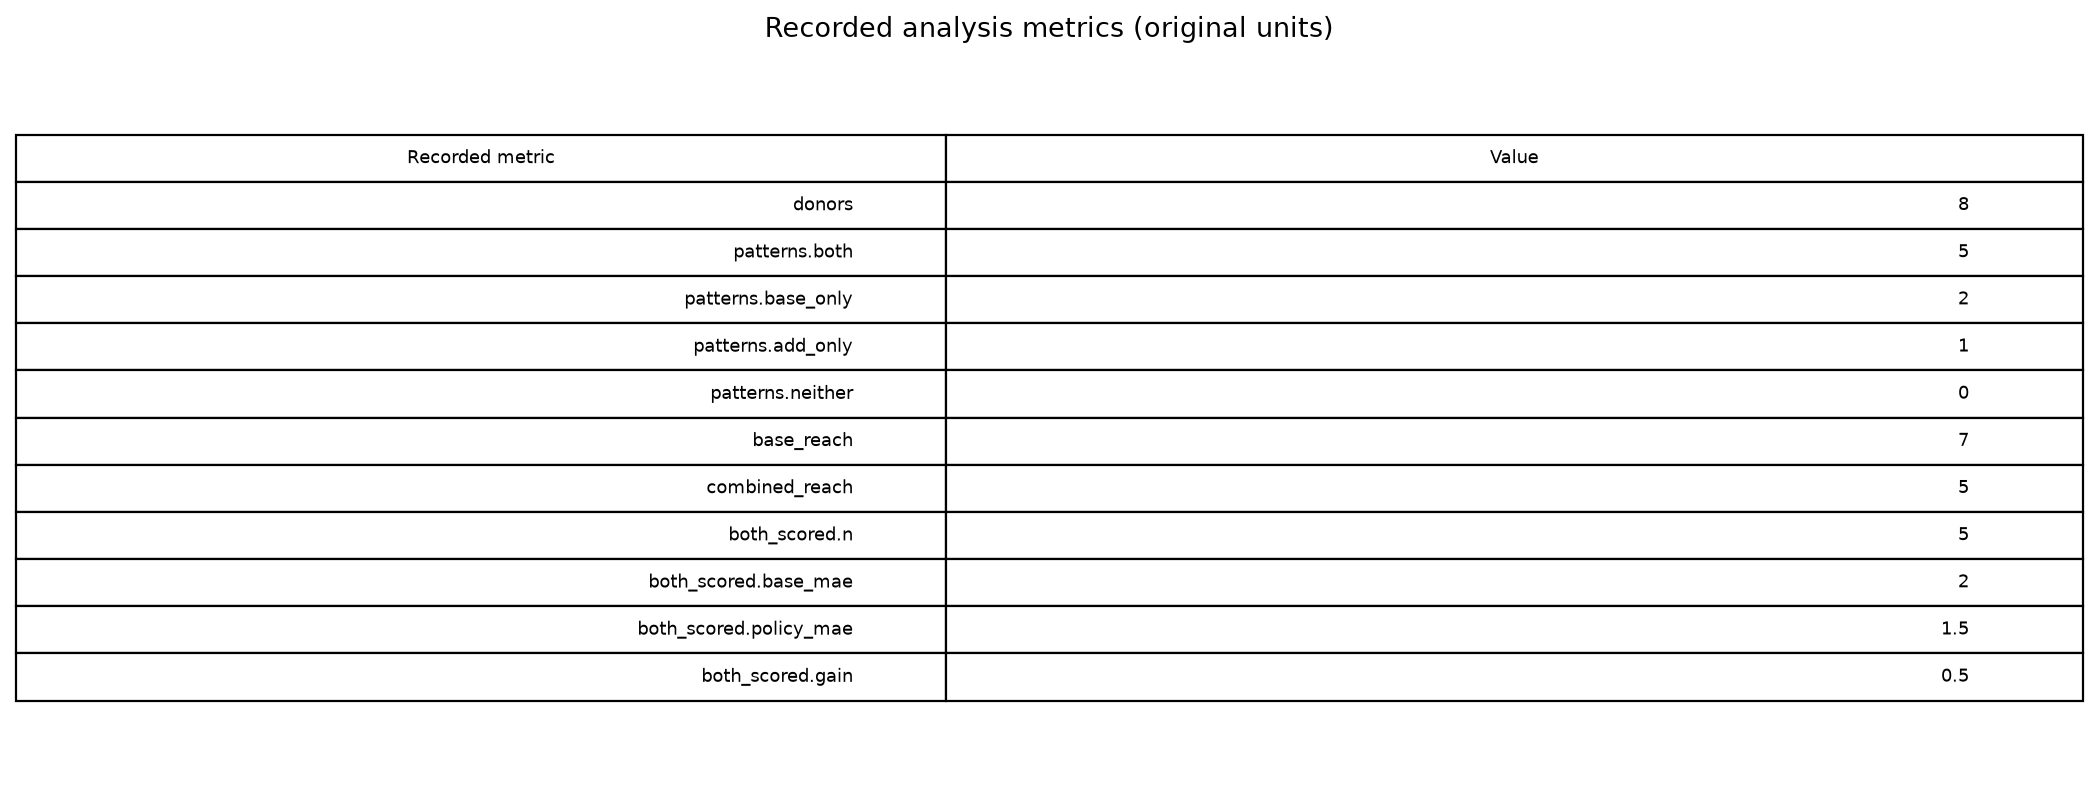 Recorded analysis metrics (original units)
Recorded metric Value
donors 8
patterns.both 5
patterns.base_only 2
patterns.add_only 1
patterns.neither 0
base_reach 7
combined_reach 5
both_scored.n 5
both_scored.base_mae 2
both_scored.policy_mae 1.5
both_scored.gain 0.5